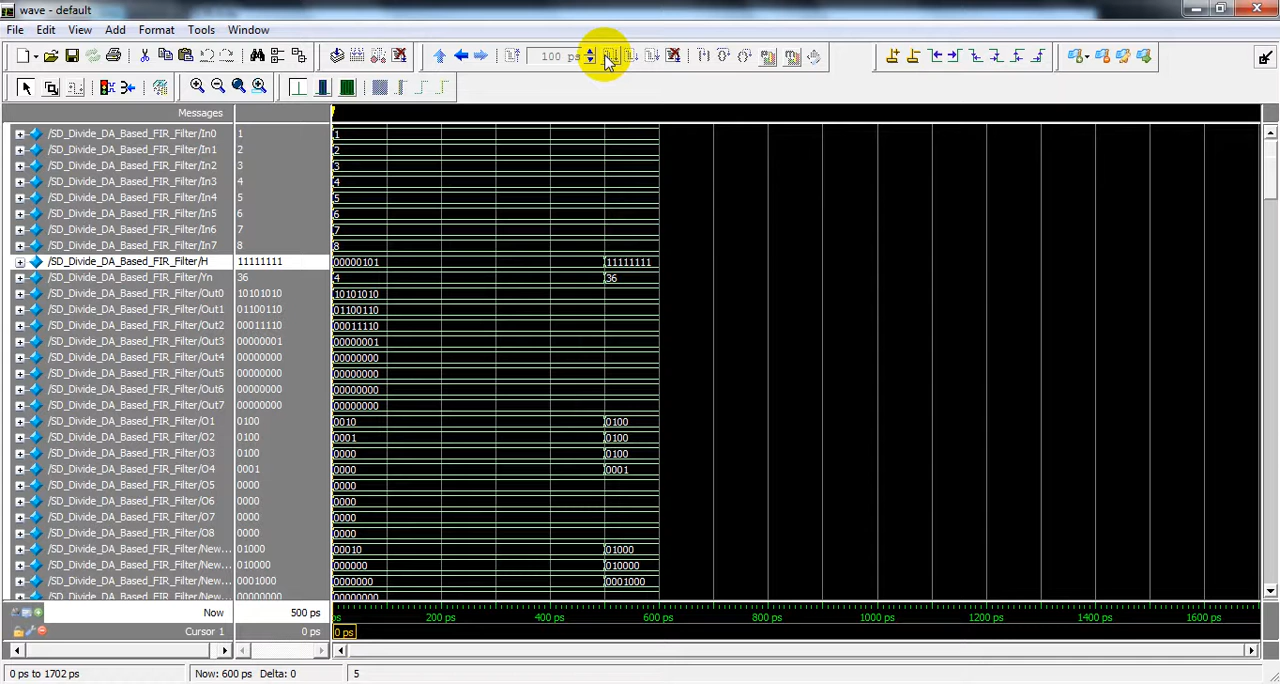 wave - default
File Edit View Add Format Tools Window
100 ps
Messages
/SD_Divide_DA_Based_FIR_Filter/In0 1 1
/SD_Divide_DA_Based_FIR_Filter/In1 2 2
/SD_Divide_DA_Based_FIR_Filter/In2 3 3
/SD_Divide_DA_Based_FIR_Filter/In3 4 4
/SD_Divide_DA_Based_FIR_Filter/In4 5 5
/SD_Divide_DA_Based_FIR_Filter/In5 6 6
/SD_Divide_DA_Based_FIR_Filter/In6 7 7
/SD_Divide_DA_Based_FIR_Filter/In7 8 8
/SD_Divide_DA_Based_FIR_Filter/H 11111111 00000101 11111111
/SD_Divide_DA_Based_FIR_Filter/Yn 36 4 36
/SD_Divide_DA_Based_FIR_Filter/Out0 10101010 10101010
/SD_Divide_DA_Based_FIR_Filter/Out1 01100110 01100110
/SD_Divide_DA_Based_FIR_Filter/Out2 00011110 00011110
/SD_Divide_DA_Based_FIR_Filter/Out3 00000001 00000001
/SD_Divide_DA_Based_FIR_Filter/Out4 00000000 00000000
/SD_Divide_DA_Based_FIR_Filter/Out5 00000000 00000000
/SD_Divide_DA_Based_FIR_Filter/Out6 00000000 00000000
/SD_Divide_DA_Based_FIR_Filter/Out7 00000000 00000000
/SD_Divide_DA_Based_FIR_Filter/O1 0100 0010 0100
/SD_Divide_DA_Based_FIR_Filter/O2 0100 0001 0100
/SD_Divide_DA_Based_FIR_Filter/O3 0100 0000 0100
/SD_Divide_DA_Based_FIR_Filter/O4 0001 0000 0001
/SD_Divide_DA_Based_FIR_Filter/O5 0000 0000
/SD_Divide_DA_Based_FIR_Filter/O6 0000 0000
/SD_Divide_DA_Based_FIR_Filter/O7 0000 0000
/SD_Divide_DA_Based_FIR_Filter/O8 0000 0000
/SD_Divide_DA_Based_FIR_Filter/New... 01000 00010 01000
/SD_Divide_DA_Based_FIR_Filter/New... 010000 000000 010000
/SD_Divide_DA_Based_FIR_Filter/New... 0001000 0000000 0001000
/SD_Divide_DA_Based_FIR_Filter/New... 00000000 00000000
Now 500 ps ps 200 ps 400 ps 600 ps 800 ps 1000 ps 1200 ps 1400 ps 1600 ps
Cursor 1 0 ps 0 ps
0 ps to 1702 ps Now: 600 ps Delta: 0 5